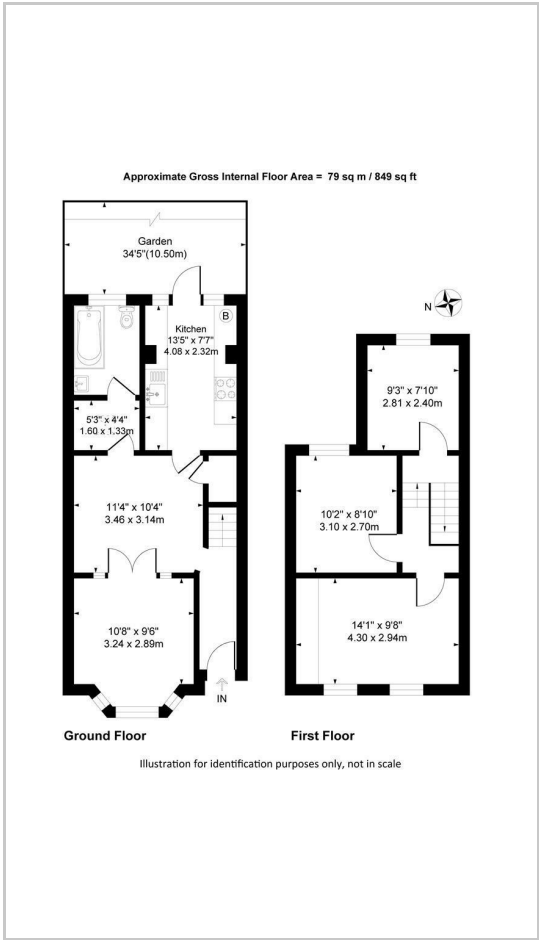 Approximate Gross Internal Floor Area = 79 sq m / 849 sq ft
Garden
34'5"(10.50m)
N
B
Kitchen
13'5" x 7'7"
4.08 x 2.32m
5'3" x 4'4"
1.60 x 1.33m
11'4" x 10'4"
3.46 x 3.14m
10'8" x 9'6"
3.24 x 2.89m
IN
Ground Floor
9'3" x 7'10"
2.81 x 2.40m
10'2" x 8'10"
3.10 x 2.70m
14'1" x 9'8"
4.30 x 2.94m
First Floor
Illustration for identification purposes only, not in scale